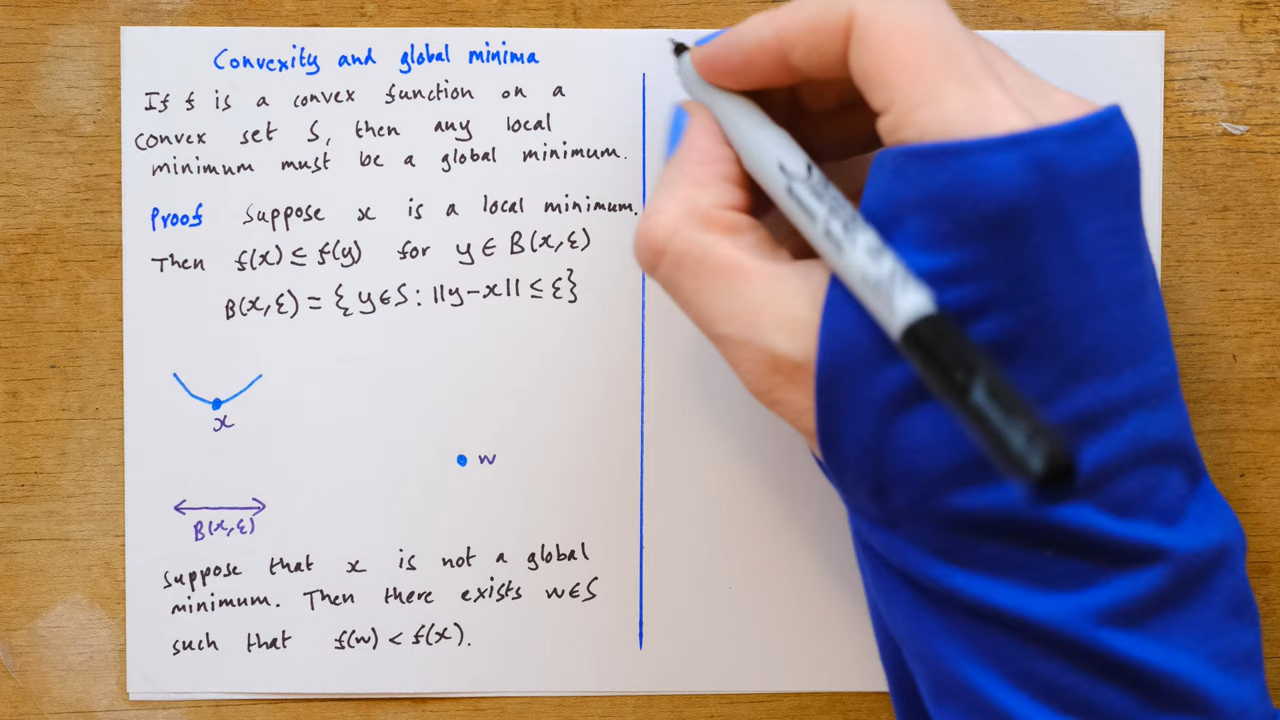 Convexity and global minima
If f is a convex function on a
convex set S, then any local
minimum must be a global minimum.
Proof Suppose x is a local minimum.
Then f(x) ≤ f(y) for y ∈ B(x,ε)
B(x,ε) = { y ∈ S : ||y-x|| ≤ ε}
x
w
B(x,ε)
Suppose that x is not a global
minimum. Then there exists w∈S
such that f(w) < f(x).